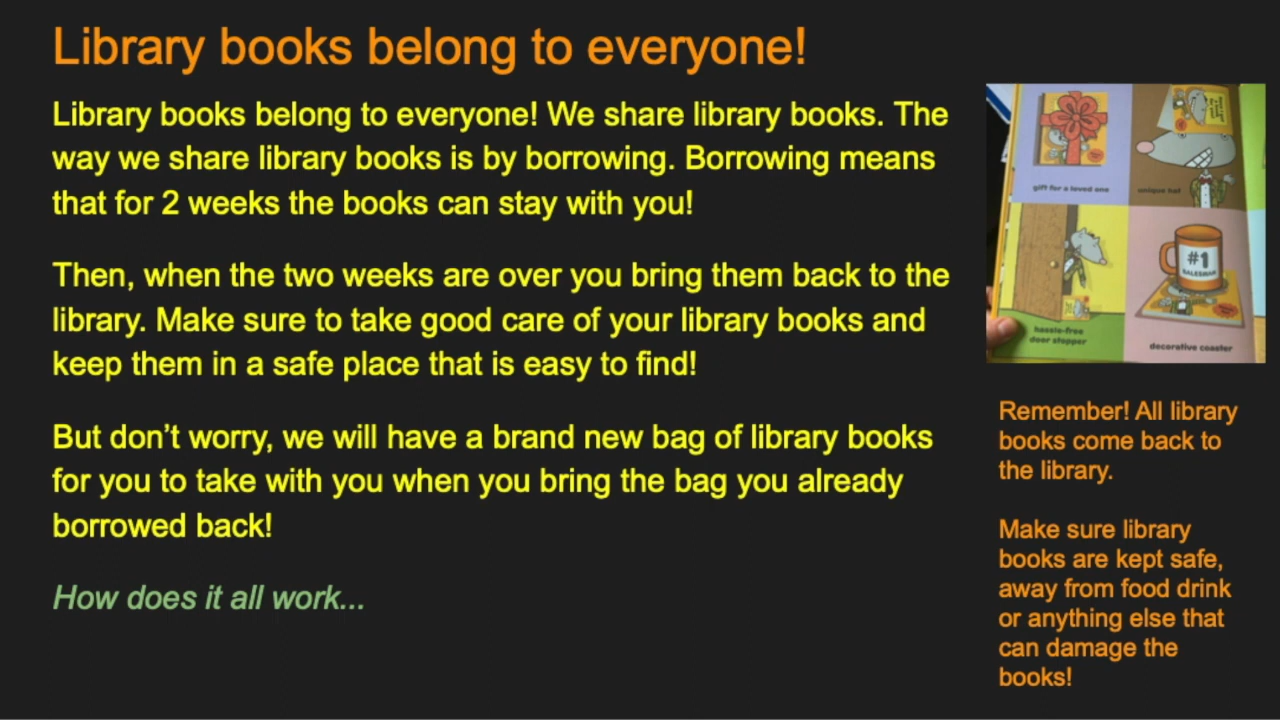 Library books belong to everyone!
Library books belong to everyone! We share library books. The
way we share library books is by borrowing. Borrowing means
that for 2 weeks the books can stay with you!
Then, when the two weeks are over you bring them back to the
library. Make sure to take good care of your library books and
keep them in a safe place that is easy to find!
But don’t worry, we will have a brand new bag of library books
for you to take with you when you bring the bag you already
borrowed back!
How does it all work...
gift for a loved one
unique hat
#1
SALESMAN
hassle-free
door stopper
decorative coaster
Remember! All library
books come back to
the library.
Make sure library
books are kept safe,
away from food drink
or anything else that
can damage the
books!